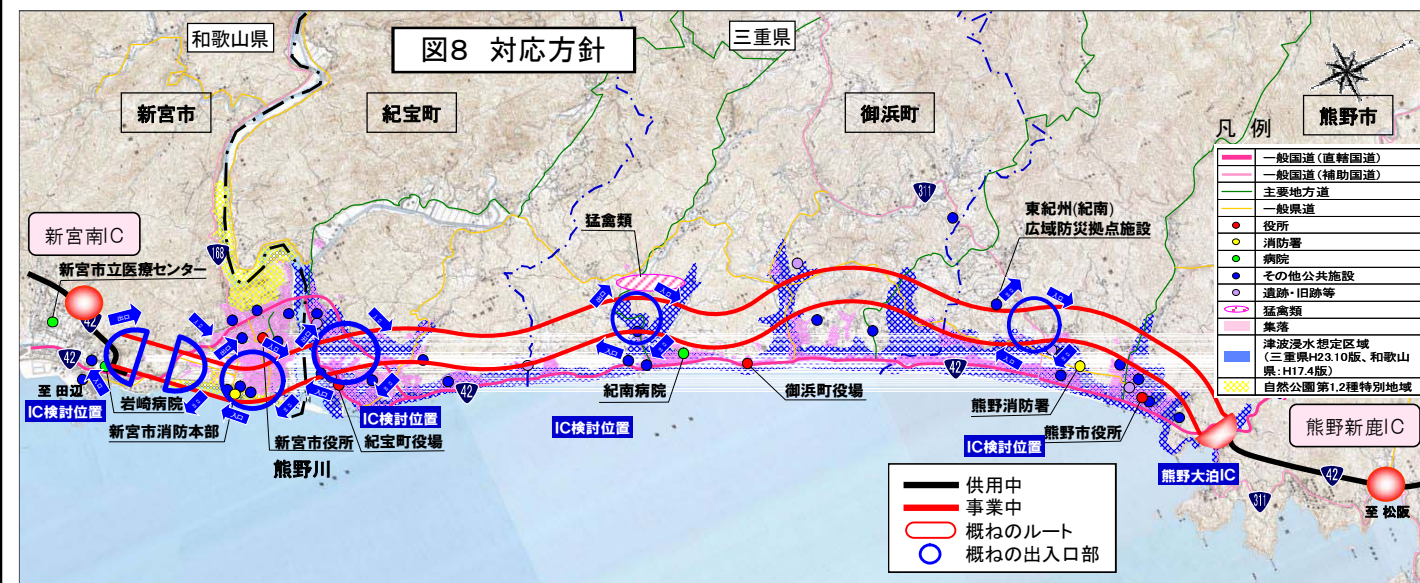 和歌山県
図8 対応方針
三重県
新宮市
紀宝町
御浜町
熊野市
凡 例
一般国道(直轄国道)
一般国道(補助国道)
主要地方道
一般県道
役所
消防署
病院
その他公共施設
遺跡・旧跡等
猛禽類
集落
津波浸水想定区域
(三重県H23.10版、和歌山
県:H17.4版)
自然公園第1,2種特別地域
311
東紀州(紀南)
広域防災拠点施設
猛禽類
新宮南IC
168
新宮市立医療センター
42
出口
入口
出口
入口
42
42
42
至 田辺
IC検討位置
岩崎病院
新宮市消防本部
入口
新宮市役所
熊野川
IC検討位置
紀宝町役場
紀南病院
IC検討位置
御浜町役場
熊野消防署
IC検討位置
熊野市役所
熊野大泊IC
熊野新鹿IC
42
311
至 松阪
供用中
事業中
概ねのルート
概ねの出入口部